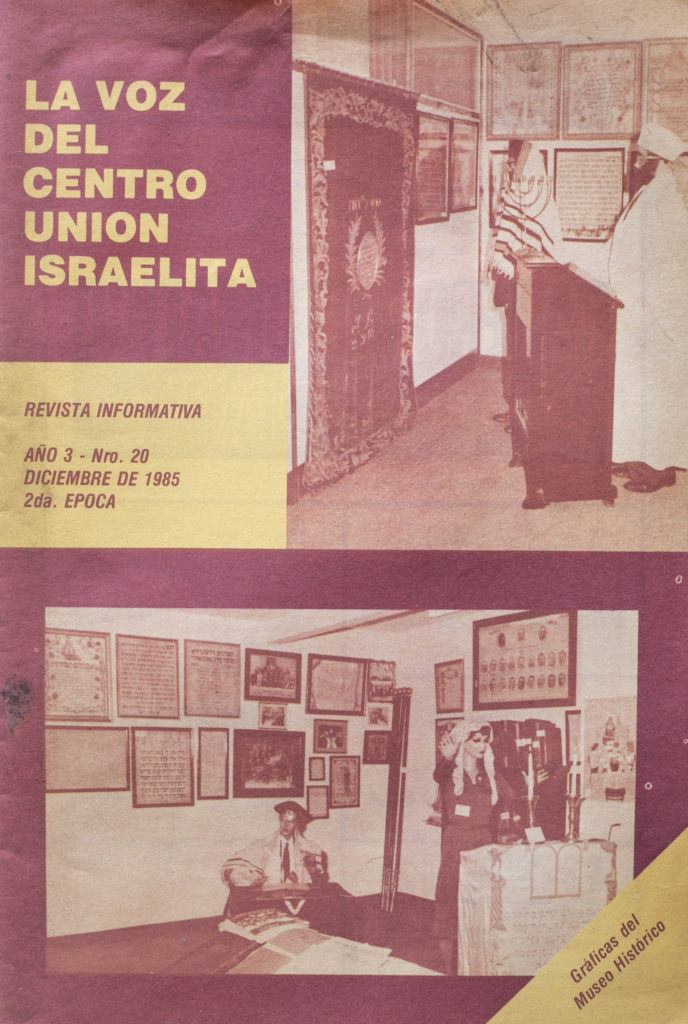 LA VOZ
DEL
CENTRO
UNION
ISRAELITA
REVISTA INFORMATIVA
AÑO 3 - Nro. 20
DICIEMBRE DE 1985
2da. EPOCA
Gráficas del
Museo Histórico